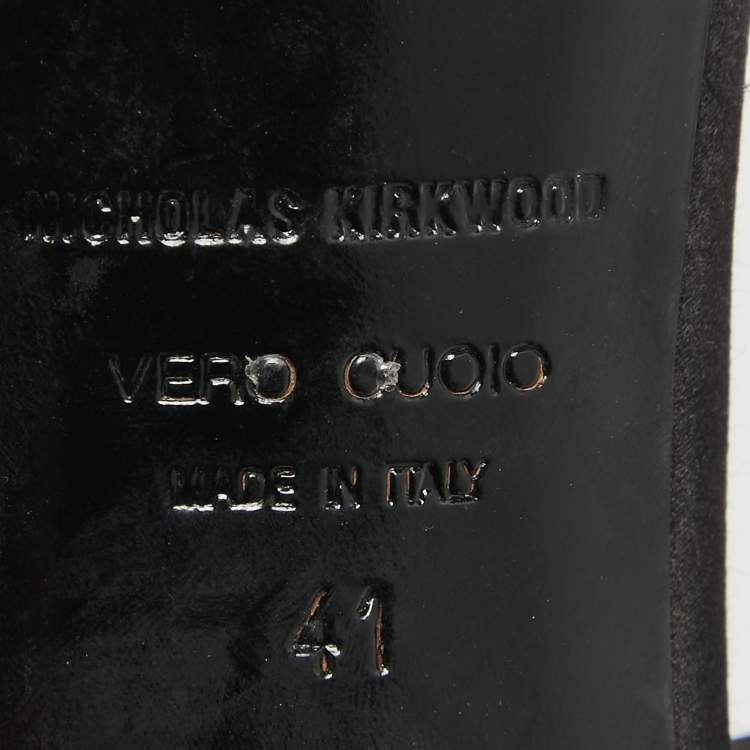 NICHOLAS KIRKWOOD
VERO CUOIO
MADE IN ITALY
41